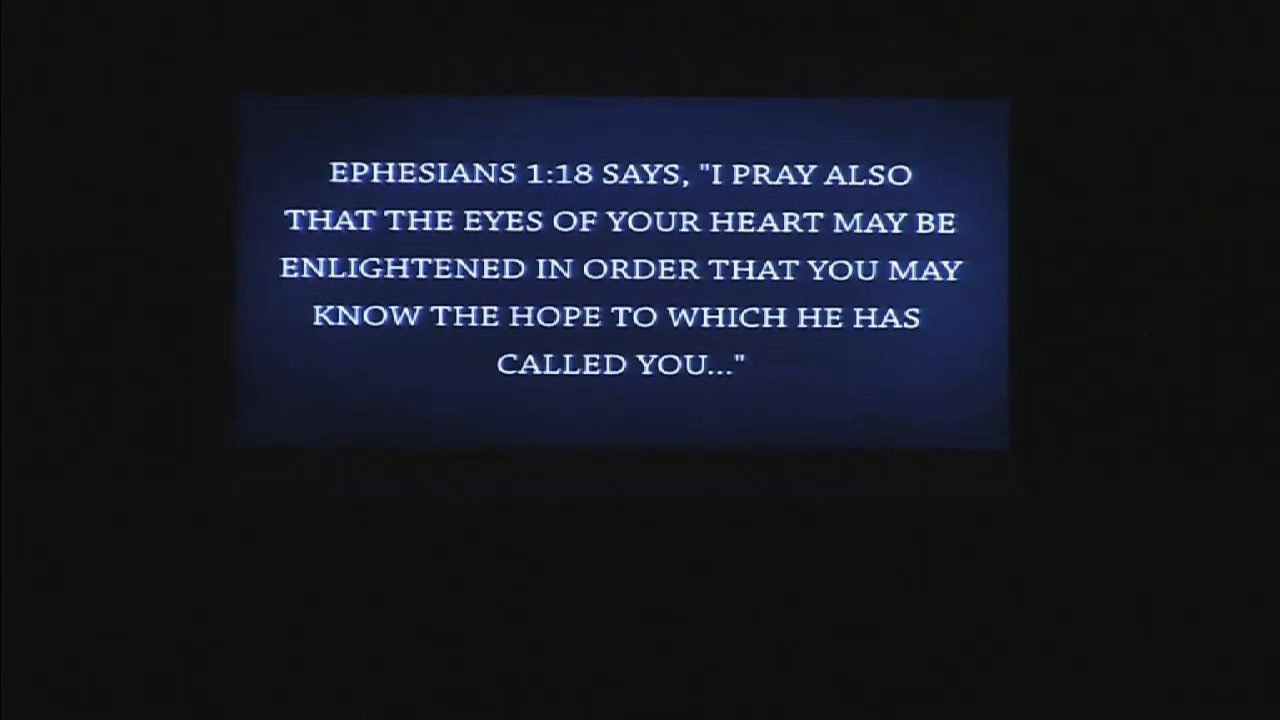 EPHESIANS 1:18 SAYS, "I PRAY ALSO
THAT THE EYES OF YOUR HEART MAY BE
ENLIGHTENED IN ORDER THAT YOU MAY
KNOW THE HOPE TO WHICH HE HAS
CALLED YOU..."